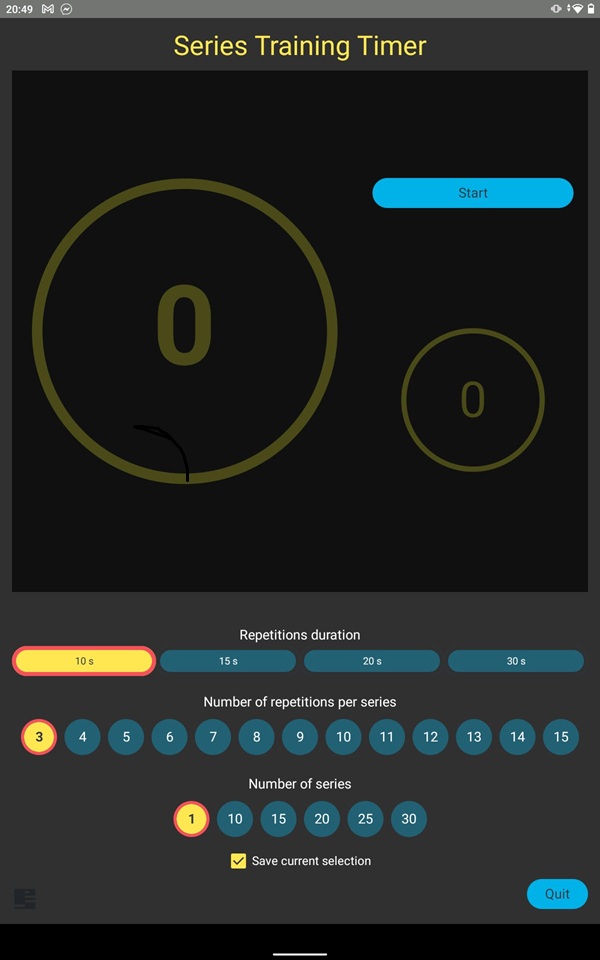 20:49
Series Training Timer
Start
0
0
Repetitions duration
10 s 15 s 20 s 30 s
Number of repetitions per series
3 4 5 6 7 8 9 10 11 12 13 14 15
Number of series
1 10 15 20 25 30
Save current selection
Quit